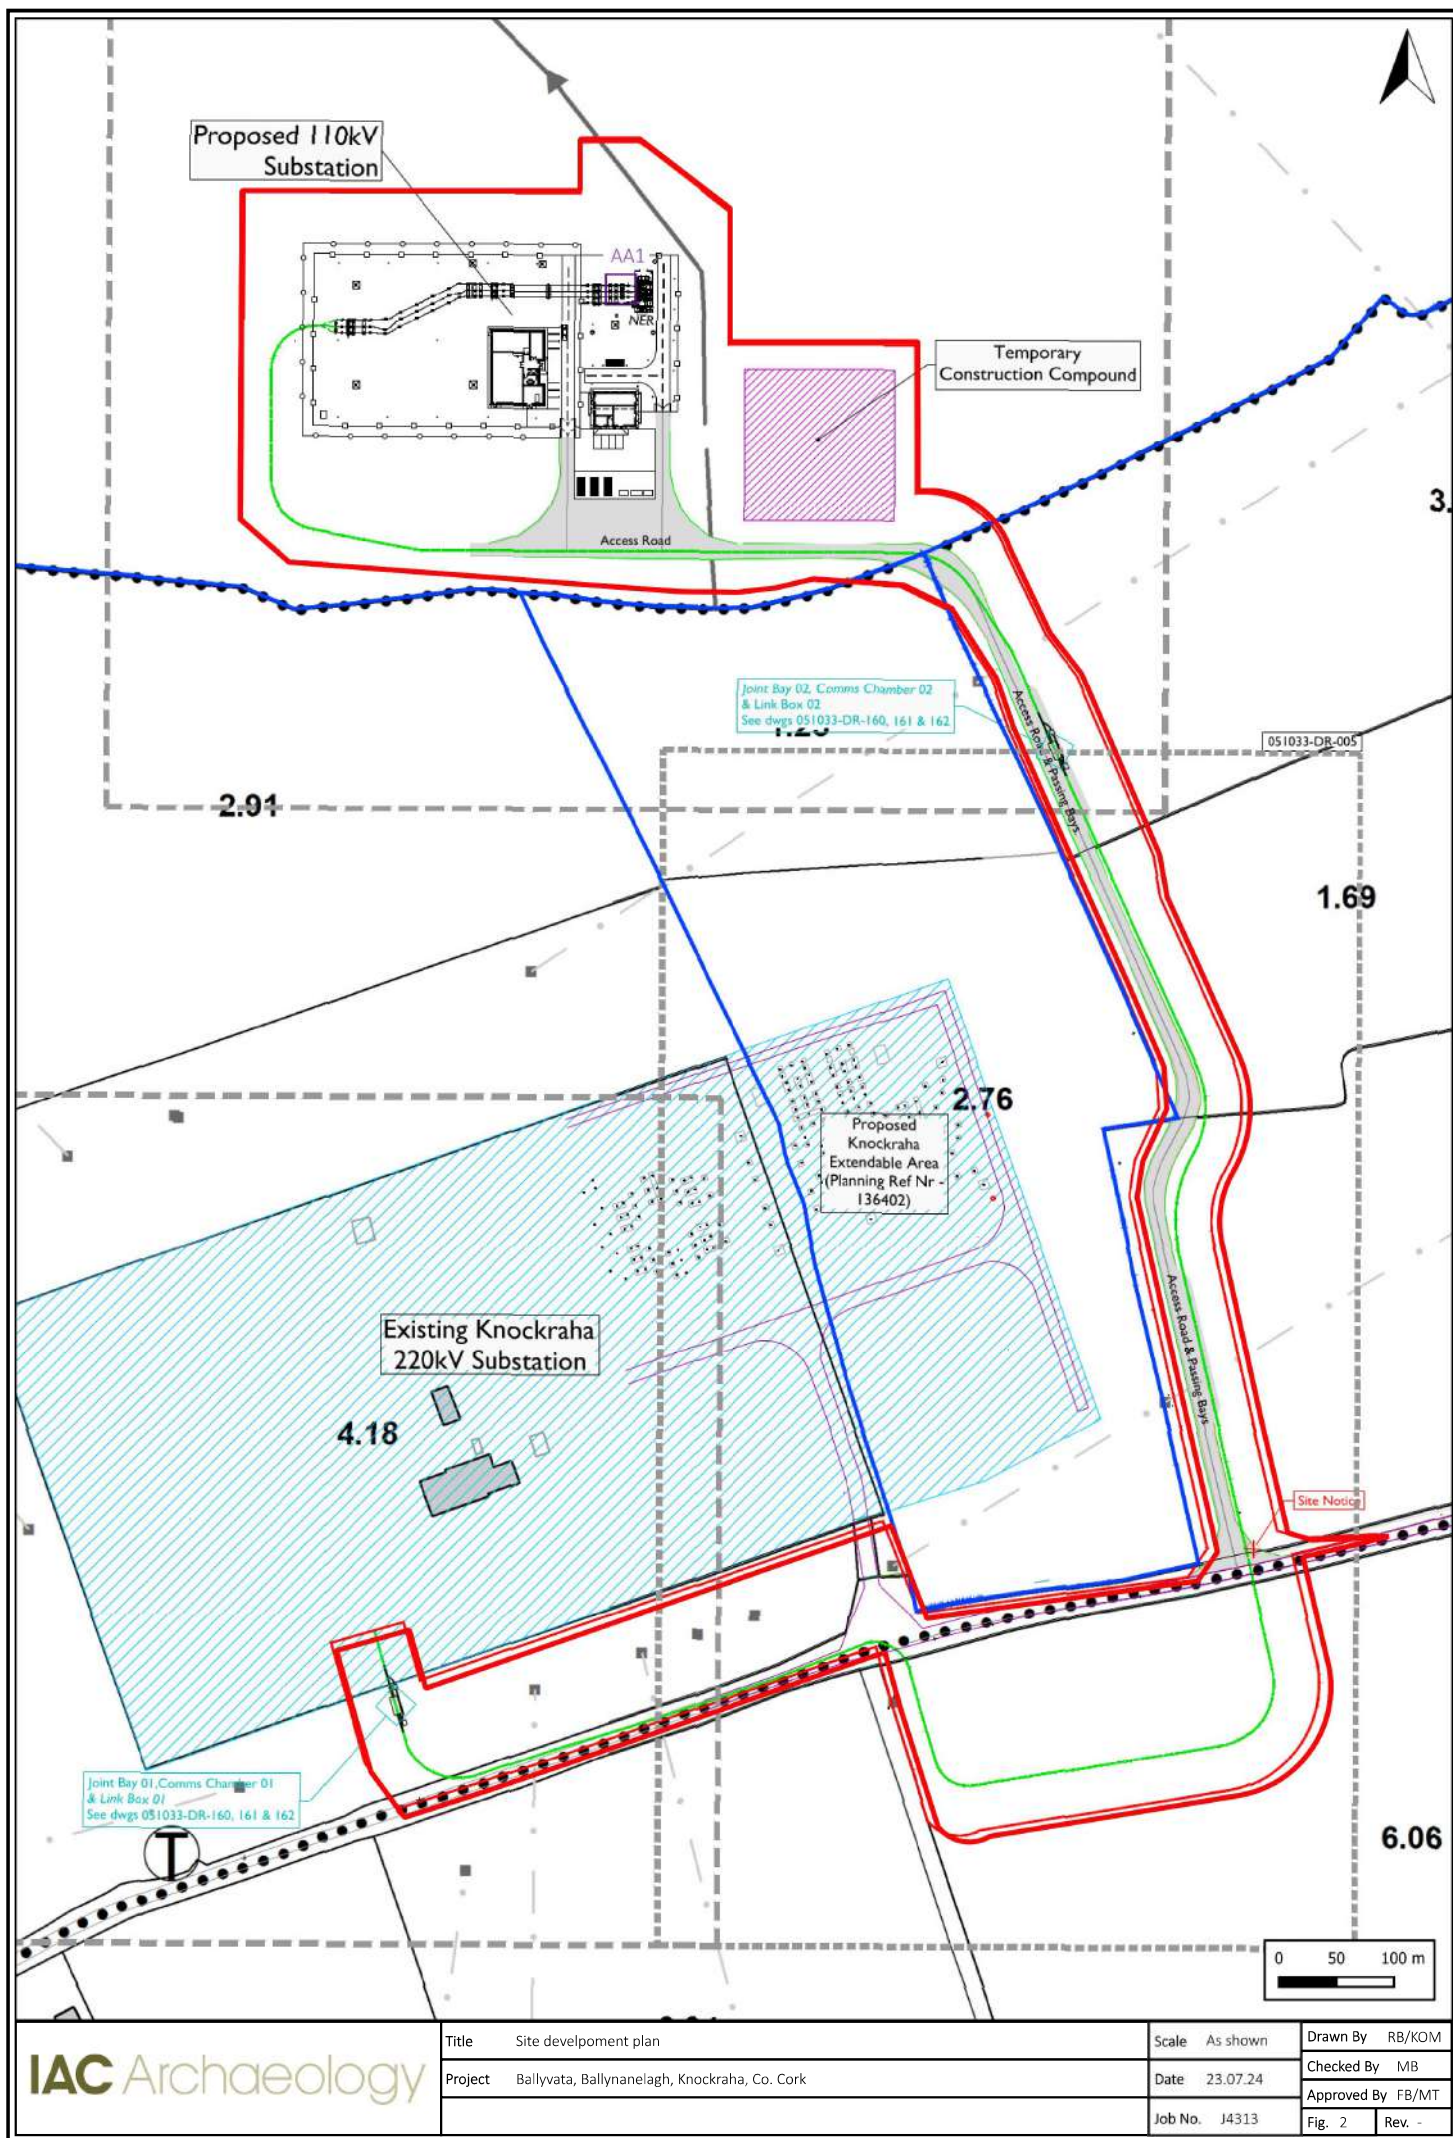 Proposed 110kV
Substation
AA1
NER
Temporary
Construction Compound
3.
Access Road
Joint Bay 02, Comms Chamber 02
& Link Box 02
See dwgs 051033-DR-160, 161 & 162
Access Road & Passing Bays
051033-DR-005
2.91
1.69
2.76
Proposed
Knockraha
Extendable Area
(Planning Ref Nr -
136402)
Existing Knockraha
220kV Substation
Access Road & Passing Bays
4.18
Site Notice
Joint Bay 01,Comms Chamber 01
& Link Box 01
See dwgs 051033-DR-160, 161 & 162
T
6.06
0 50 100 m
IAC Archaeology
Title Site develpoment plan
Project Ballyvata, Ballynanelagh, Knockraha, Co. Cork
Scale As shown
Date 23.07.24
Job No. J4313
Drawn By RB/KOM
Checked By MB
Approved By FB/MT
Fig. 2 Rev. -